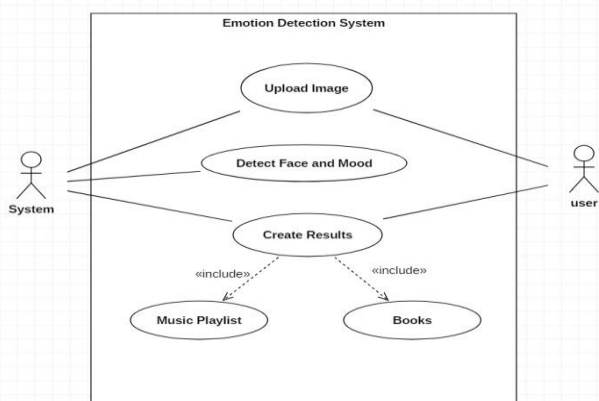 Emotion Detection System
Upload Image
Detect Face and Mood
System
user
Create Results
«include»
«include»
Music Playlist
Books